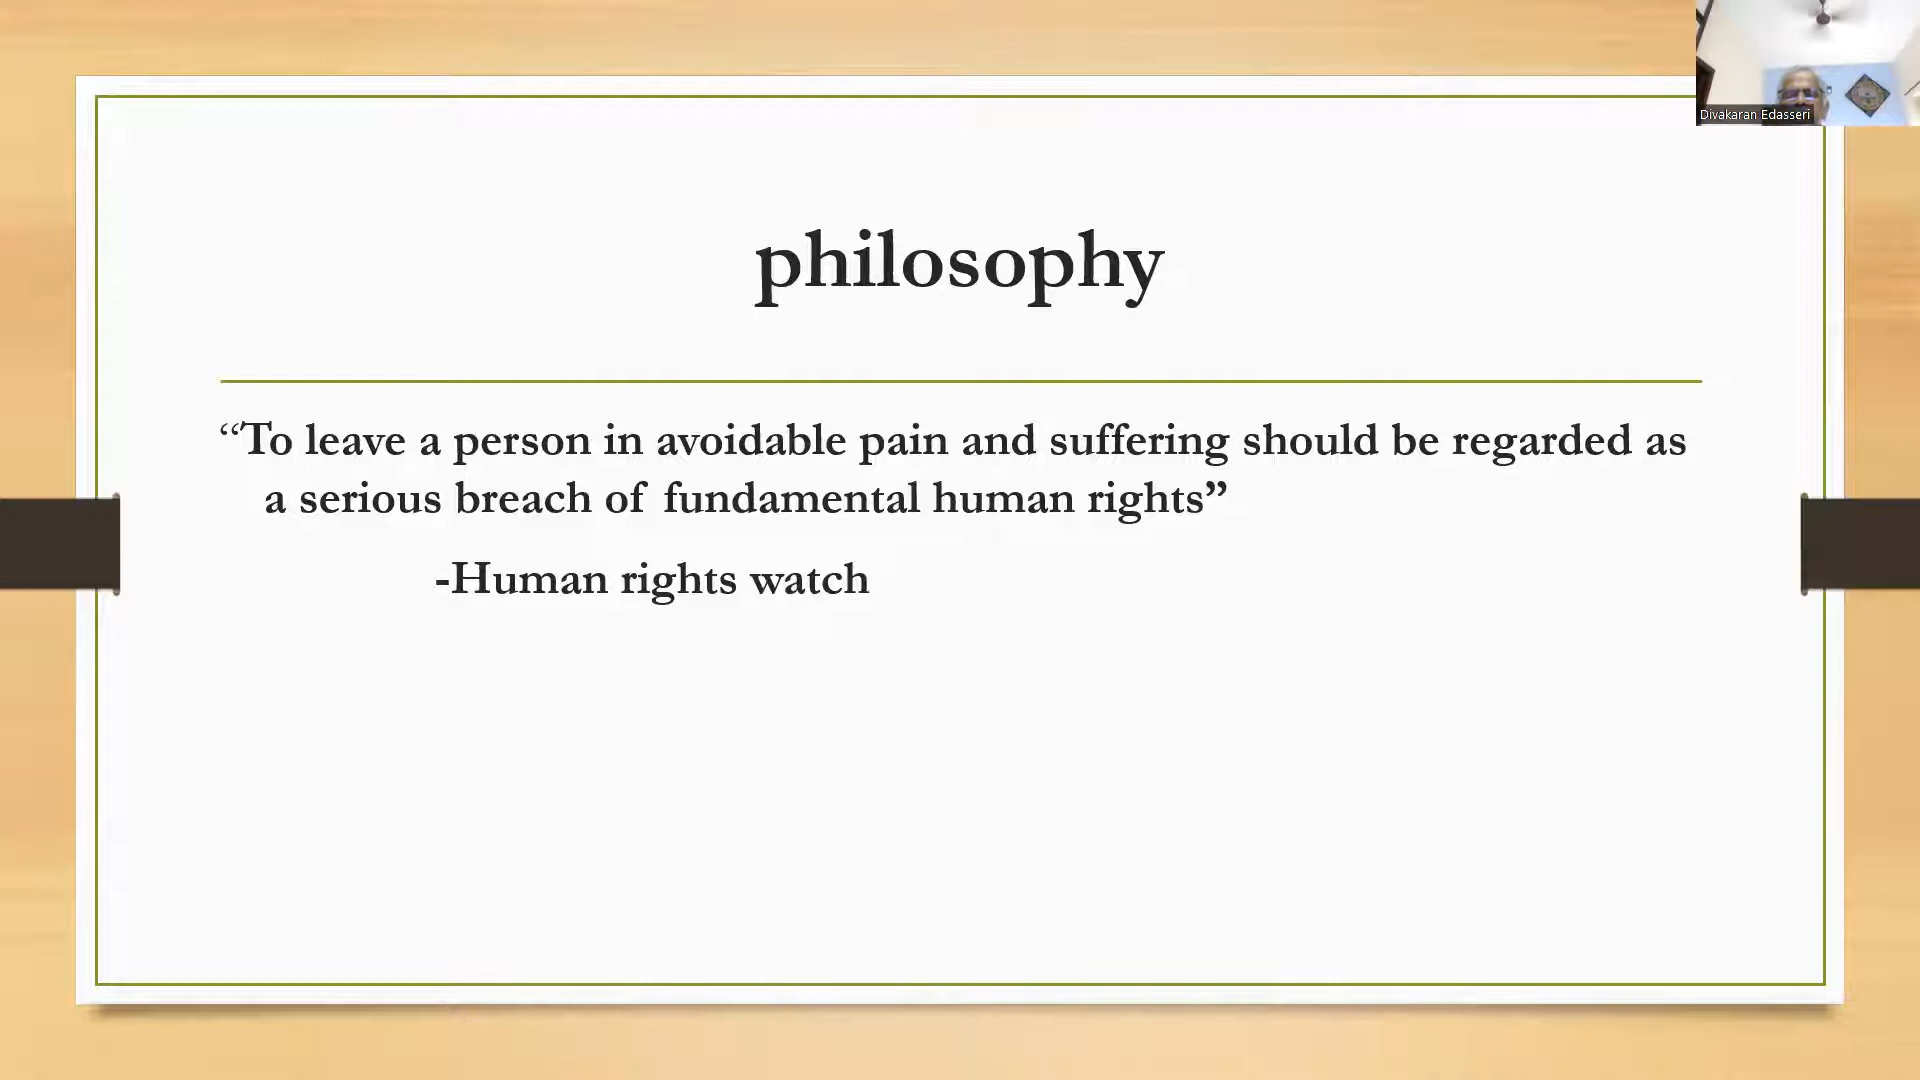 Divakaran Edasseri
philosophy
“To leave a person in avoidable pain and suffering should be regarded as
a serious breach of fundamental human rights”
-Human rights watch